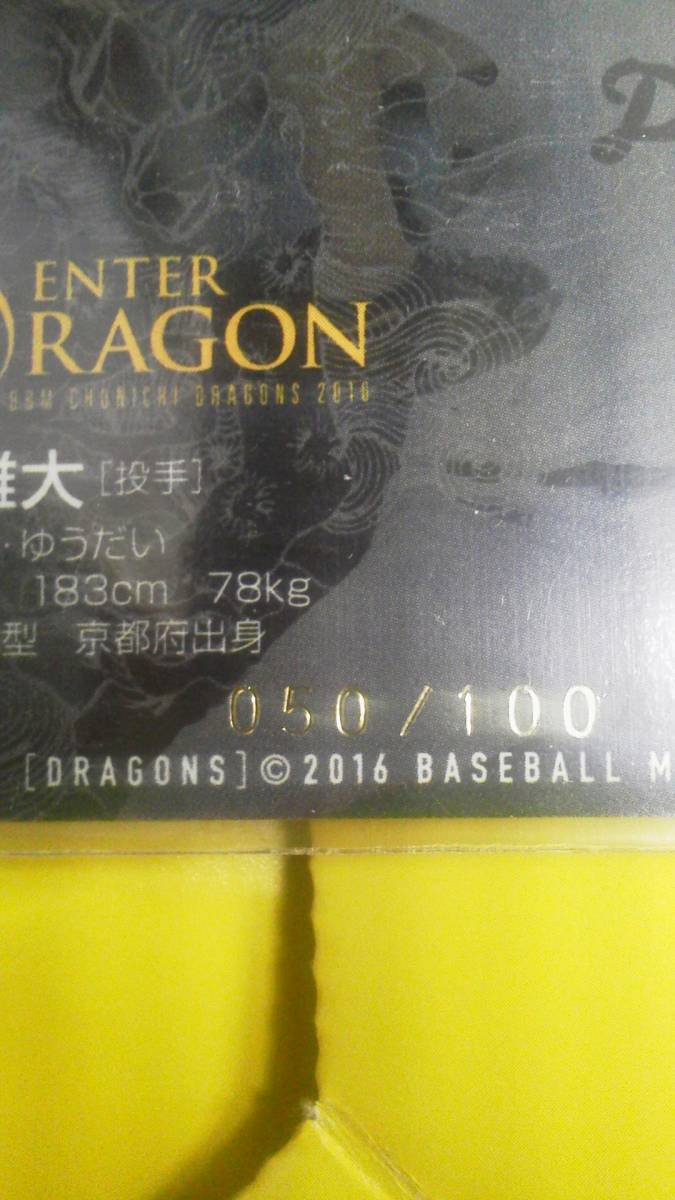 ENTER
RAGON
BBM CHUNICHI DRAGONS 2016
雄大 [投手]
・ゆうだい
183cm 78kg
型 京都府出身
050/100
[DRAGONS]©2016 BASEBALL M